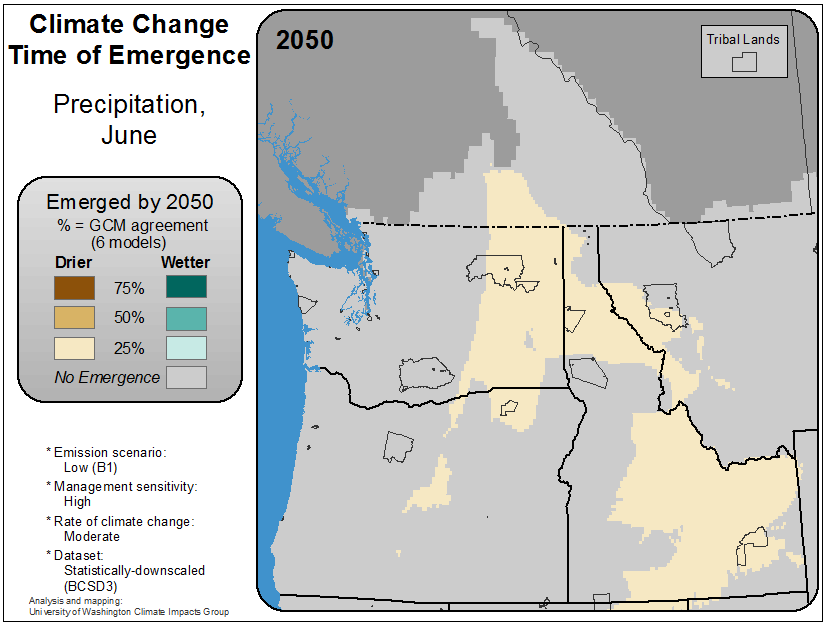 Climate Change
Time of Emergence
Precipitation,
June
Emerged by 2050
% = GCM agreement
(6 models)
Drier Wetter
75%
50%
25%
No Emergence
* Emission scenario:
Low (B1)
* Management sensitivity:
High
* Rate of climate change:
Moderate
* Dataset:
Statistically-downscaled
(BCSD3)
Analysis and mapping:
University of Washington Climate Impacts Group
2050
Tribal Lands